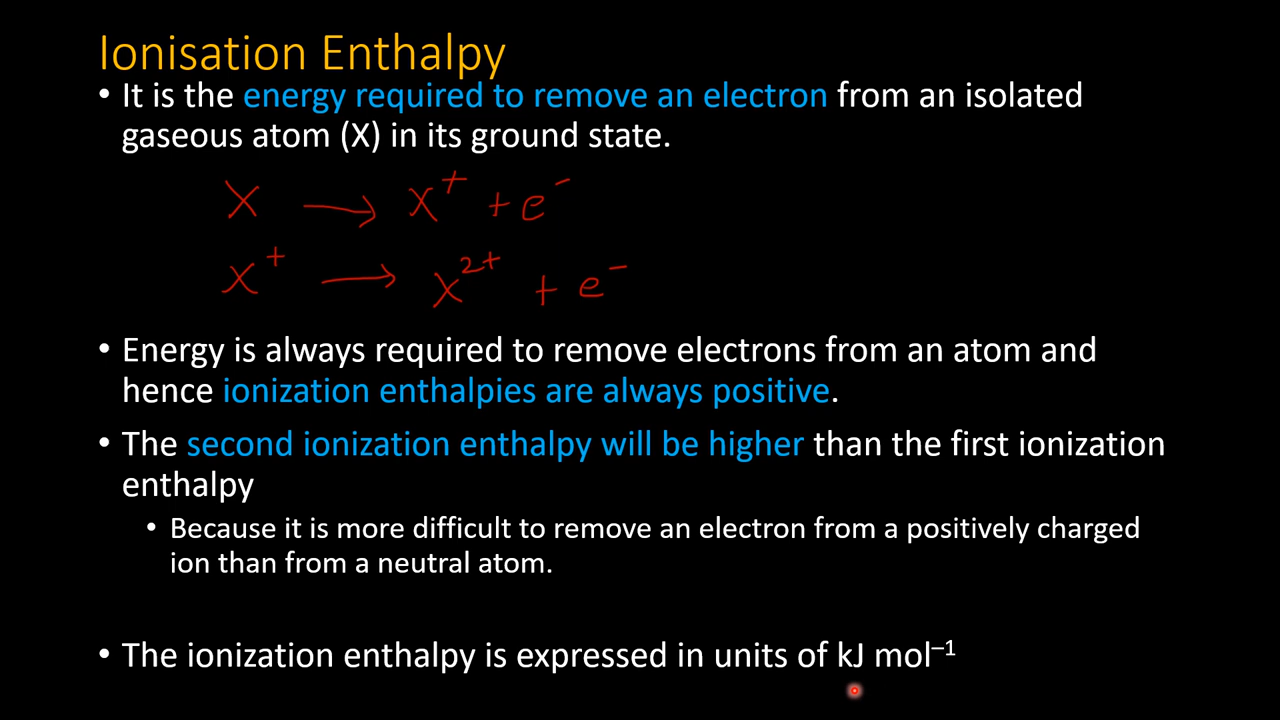 Ionisation Enthalpy
• It is the energy required to remove an electron from an isolated
gaseous atom (X) in its ground state.
X → X⁺ + e⁻
X⁺ → X²⁺ + e⁻
• Energy is always required to remove electrons from an atom and
hence ionization enthalpies are always positive.
• The second ionization enthalpy will be higher than the first ionization
enthalpy
• Because it is more difficult to remove an electron from a positively charged
ion than from a neutral atom.
• The ionization enthalpy is expressed in units of kJ mol⁻¹